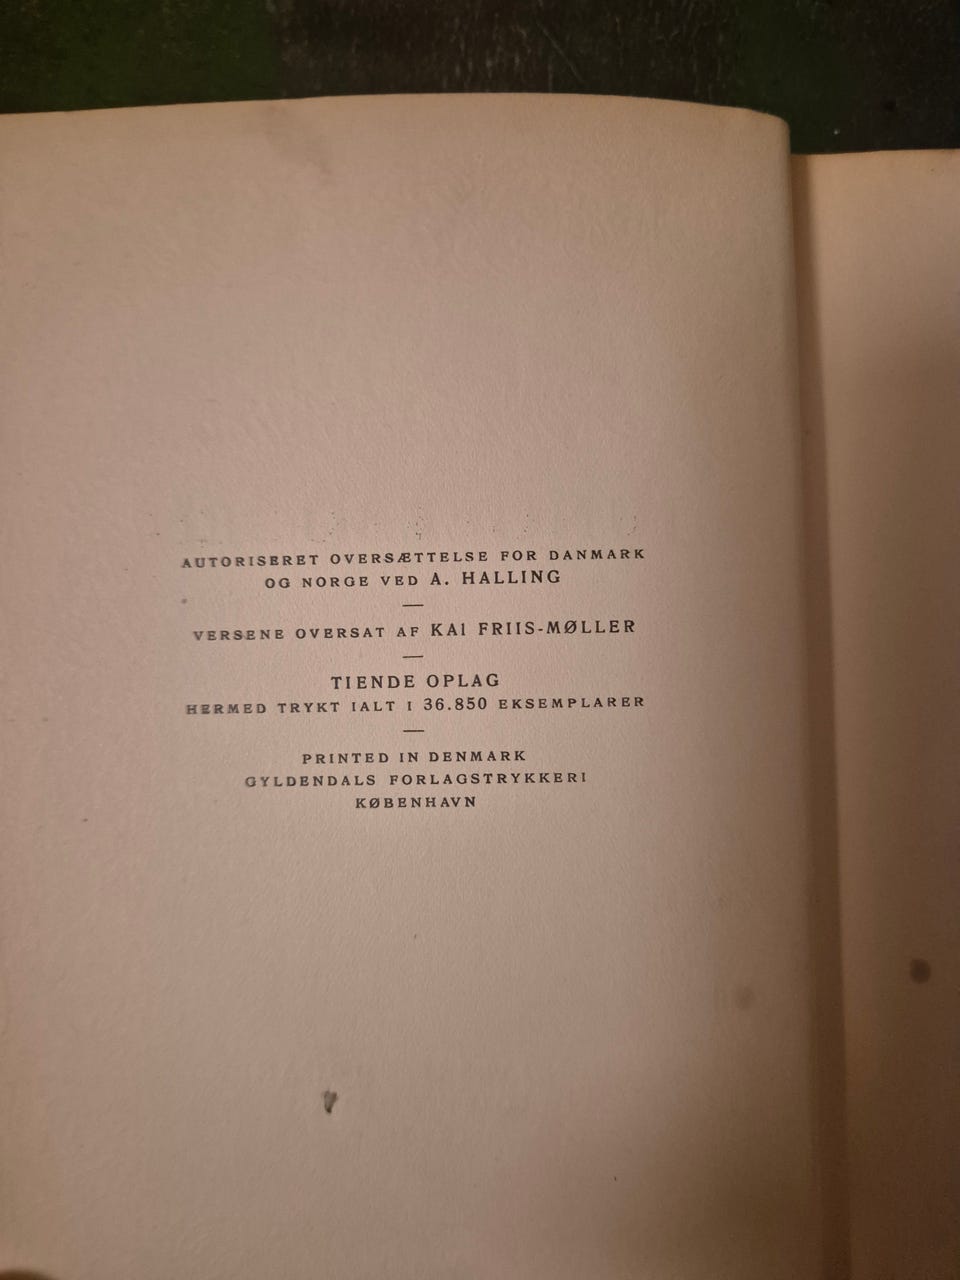 AUTORISERET OVERSÆTTELSE FOR DANMARK
OG NORGE VED A. HALLING
—
VERSENE OVERSAT AF KAI FRIIS-MØLLER
—
TIENDE OPLAG
HERMED TRYKT IALT I 36.850 EKSEMPLARER
—
PRINTED IN DENMARK
GYLDENDALS FORLAGSTRYKKERI
KØBENHAVN